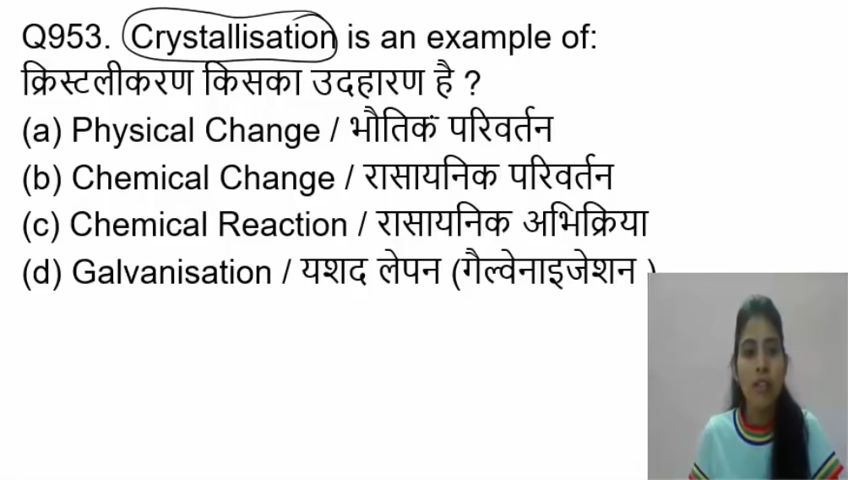 Q953. Crystallisation is an example of:
क्रिस्टलीकरण किसका उदहारण है ?
(a) Physical Change / भौतिकं परिवर्तन
(b) Chemical Change / रासायनिक परिवर्तन
(c) Chemical Reaction / रासायनिक अभिक्रिया
(d) Galvanisation / यशद लेपन (गैल्वेनाइजेशन )